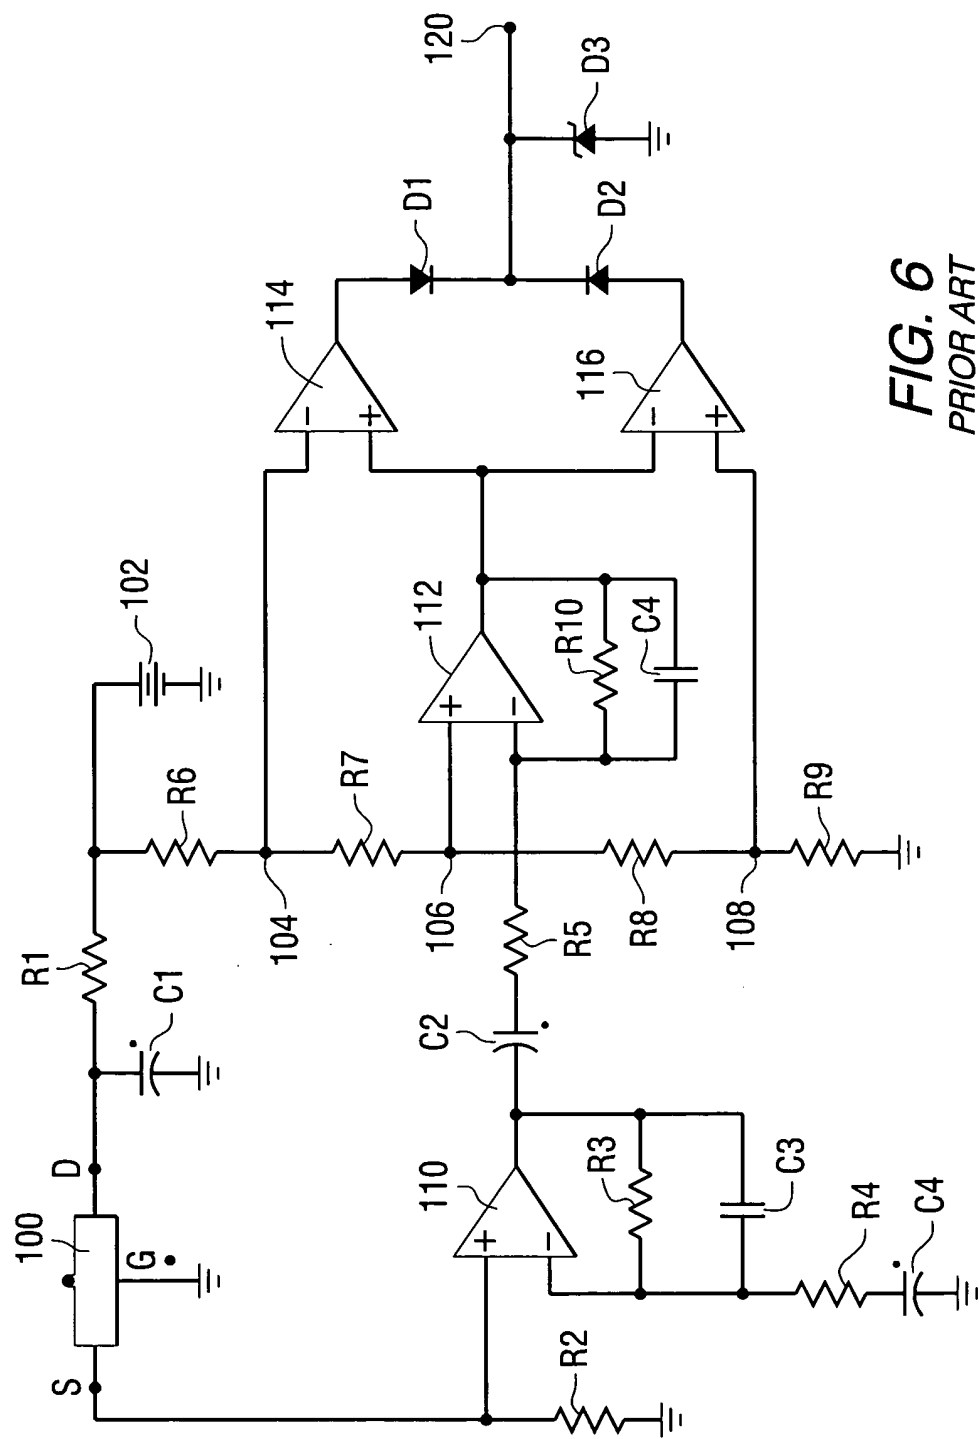 S
100
D
G
R1
C1
102
R6
104
R7
106
R8
108
R9
R2
110
+
−
R3
C3
R4
C4
C2
R5
112
+
−
R10
C4
114
−
+
116
−
+
D1
D2
D3
120
FIG. 6
PRIOR ART